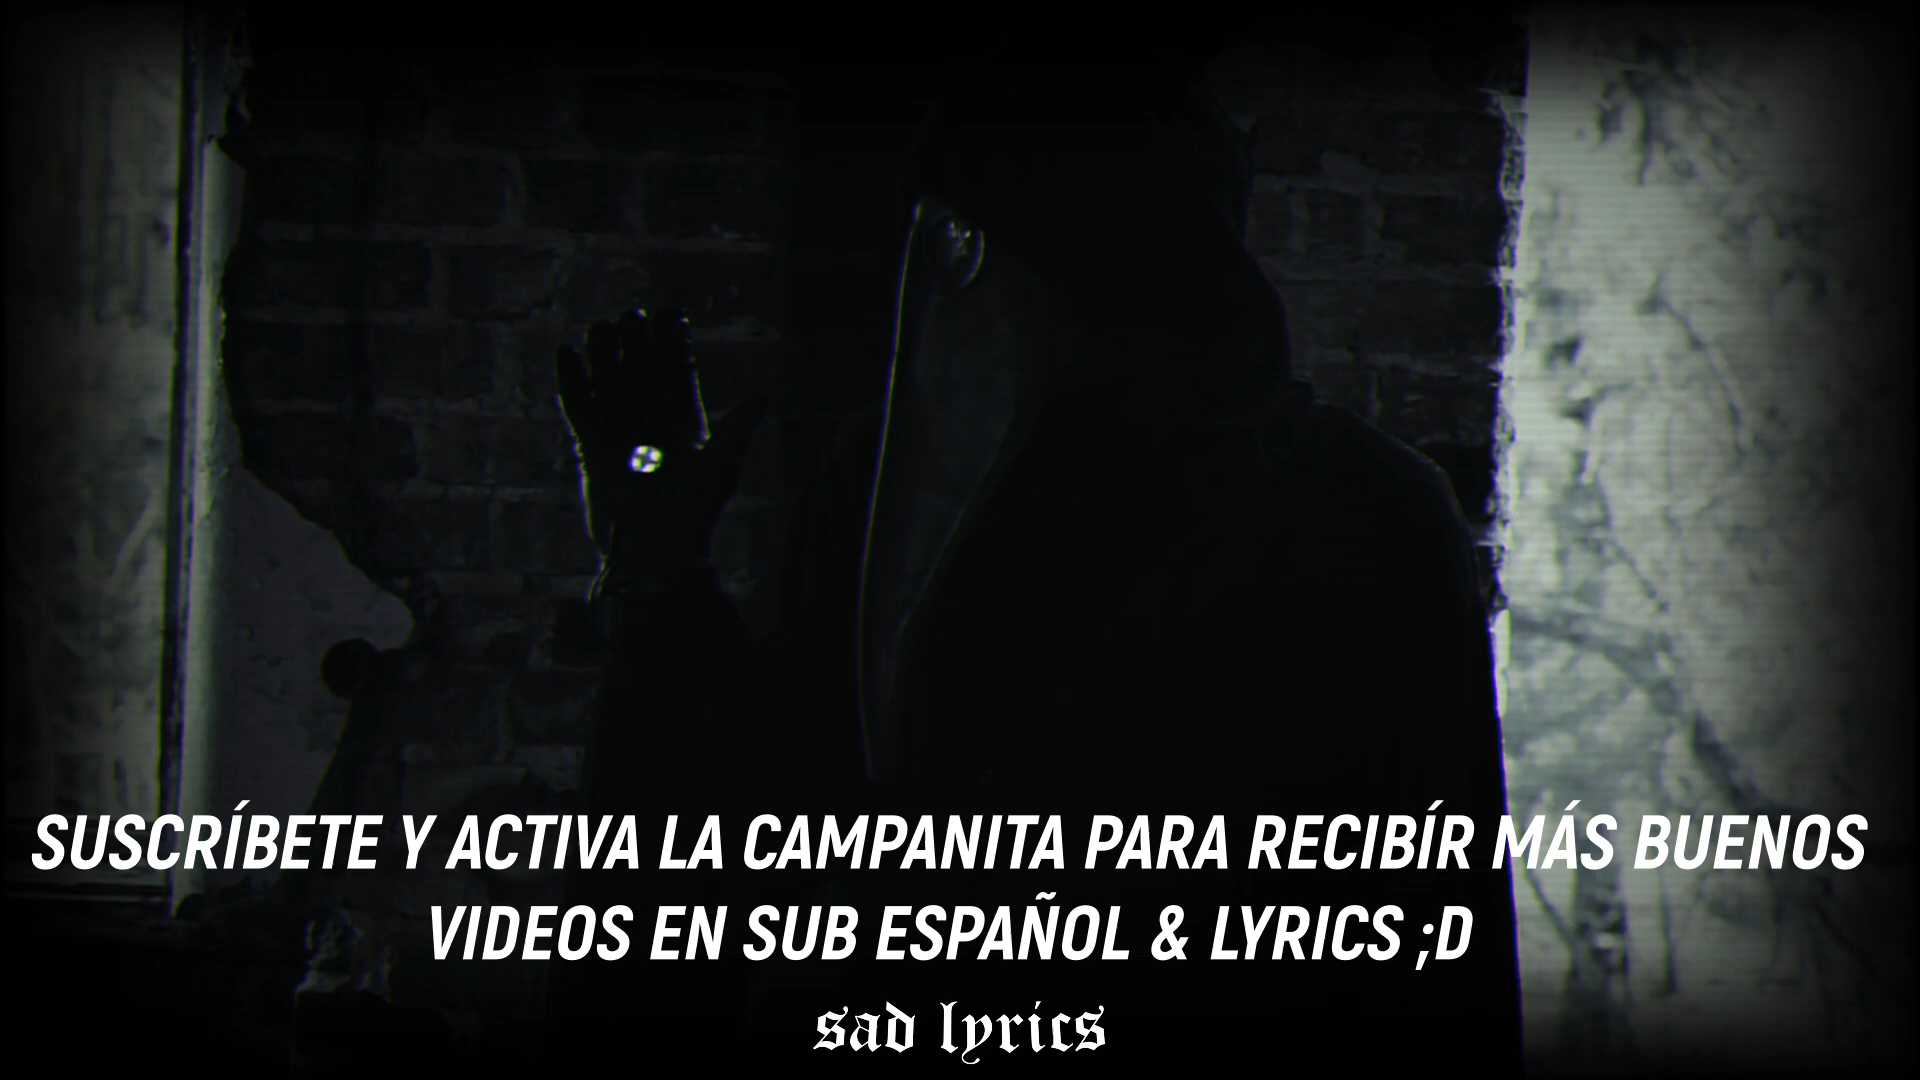 SUSCRÍBETE Y ACTIVA LA CAMPANITA PARA RECIBÍR MÁS BUENOS
VIDEOS EN SUB ESPAÑOL & LYRICS ;D
sad lyrics